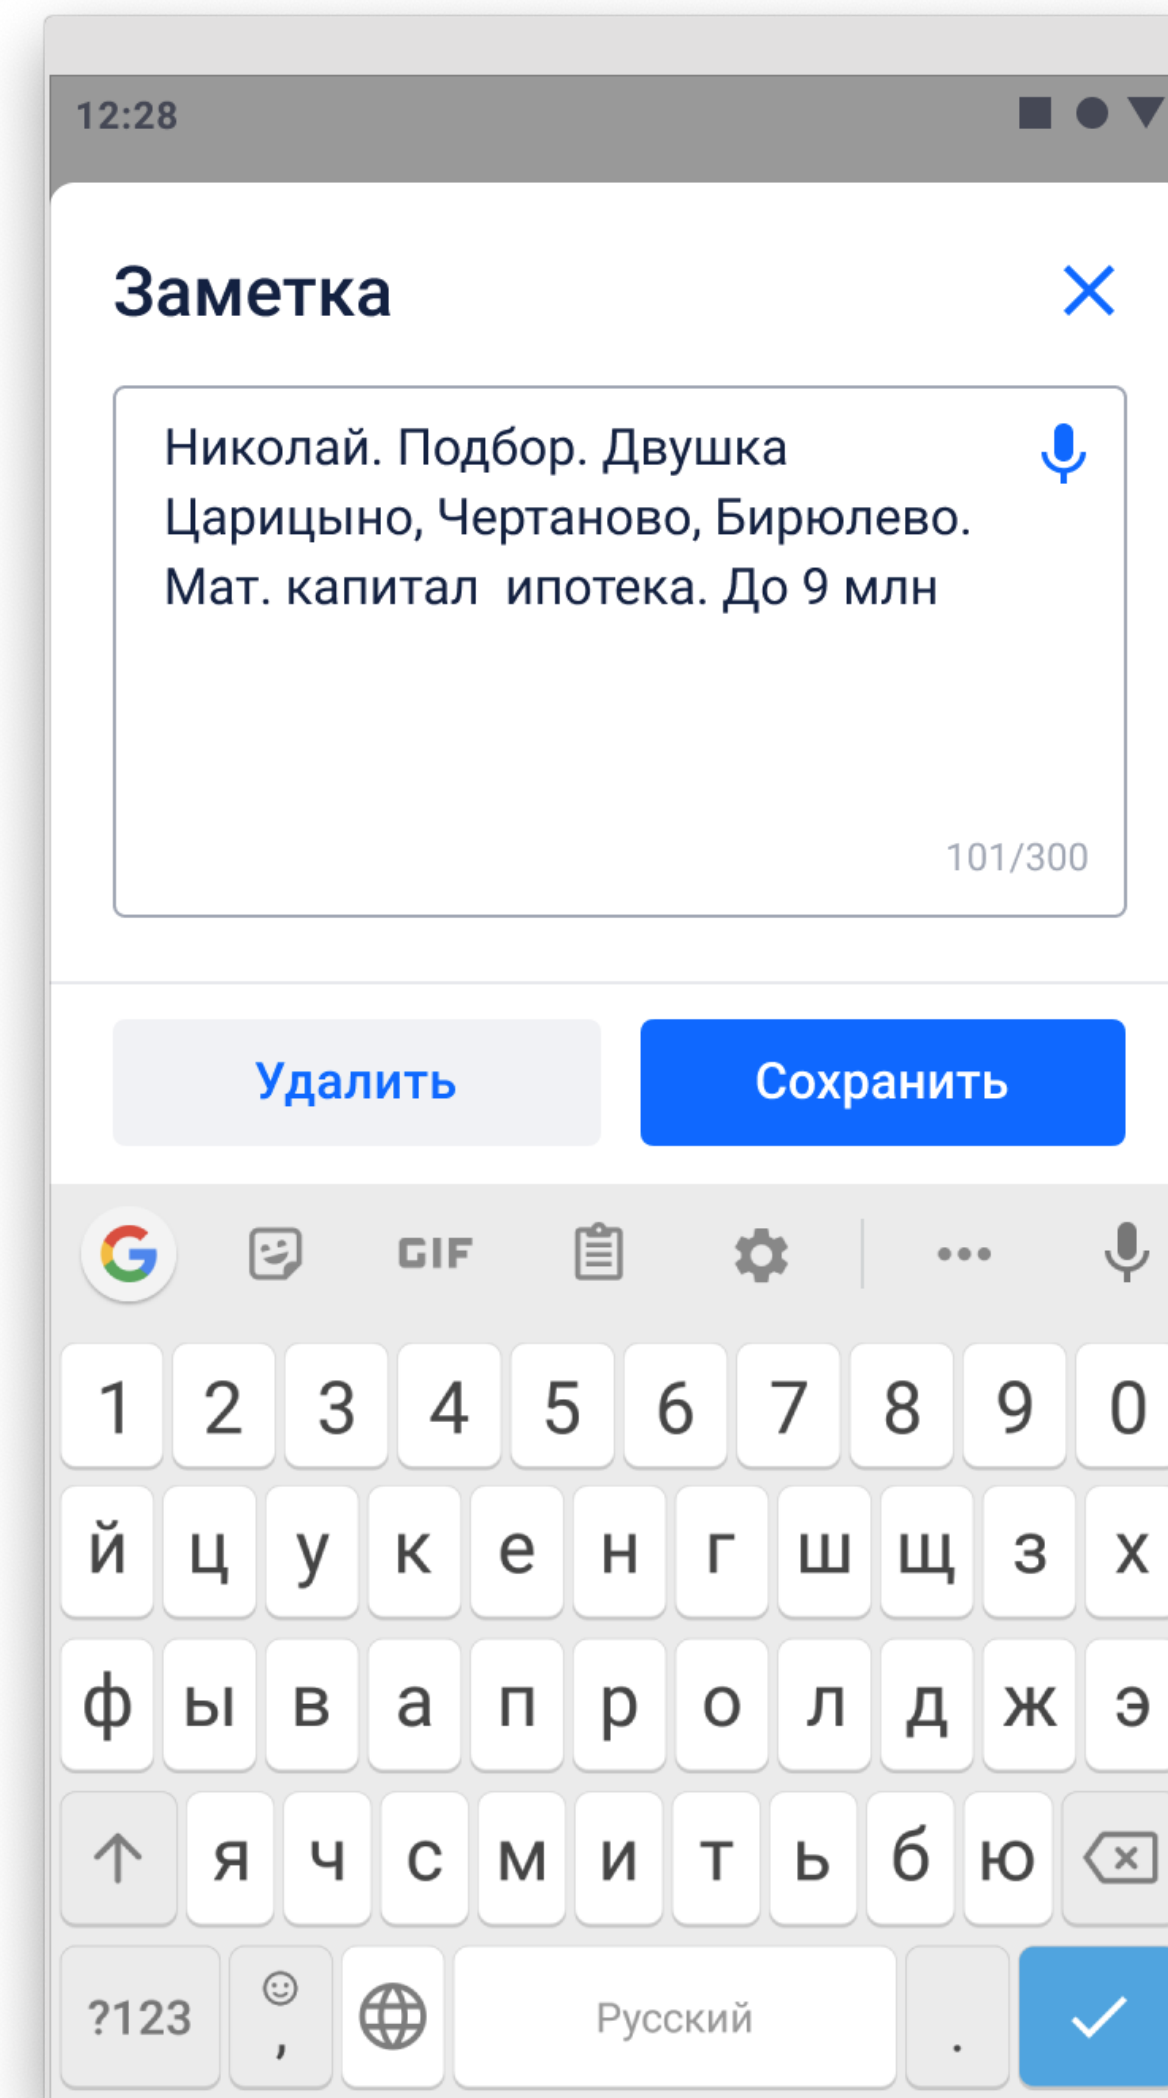 12:28
Заметка
Николай. Подбор. Двушка
Царицыно, Чертаново, Бирюлево.
Мат. капитал  ипотека. До 9 млн
101/300
Удалить Сохранить
G GIF
1 2 3 4 5 6 7 8 9 0
й ц у к е н г ш щ з х
ф ы в а п р о л д ж э
я ч с м и т ь б ю
?123 , Русский .